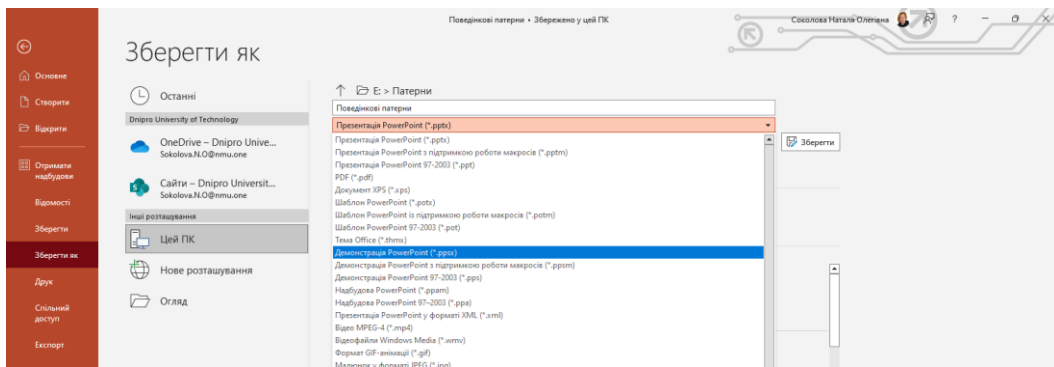 Поведінкові патерни • Збережено у цей ПК
Соколова Наталя Олегівна
?
Зберегти як
Основне
Створити
Відкрити
Отримати
надбудови
Відомості
Зберегти
Зберегти як
Друк
Спільний
доступ
Експорт
Останні
Dnipro University of Technology
OneDrive – Dnipro Unive...
Sokolova.N.O@nmu.one
Сайти – Dnipro Universit...
Sokolova.N.O@nmu.one
Інші розташування
Цей ПК
Нове розташування
Огляд
E: > Патерни
Поведінкові патерни
Презентація PowerPoint (*.pptx)
Зберегти
Презентація PowerPoint (*.pptx)
Презентація PowerPoint з підтримкою роботи макросів (*.pptm)
Презентація PowerPoint 97-2003 (*.ppt)
PDF (*.pdf)
Документ XPS (*.xps)
Шаблон PowerPoint (*.potx)
Шаблон PowerPoint із підтримкою роботи макросів (*.potm)
Шаблон PowerPoint 97-2003 (*.pot)
Тема Office (*.thmx)
Демонстрація PowerPoint (*.ppsx)
Демонстрація PowerPoint з підтримкою роботи макросів (*.ppsm)
Демонстрація PowerPoint 97-2003 (*.pps)
Надбудова PowerPoint (*.ppam)
Надбудова PowerPoint 97–2003 (*.ppa)
Презентація PowerPoint у форматі XML (*.xml)
Відео MPEG-4 (*.mp4)
Відеофайли Windows Media (*.wmv)
Формат GIF-анімації (*.gif)
Малюнок у форматі JPEG (*.jpg)